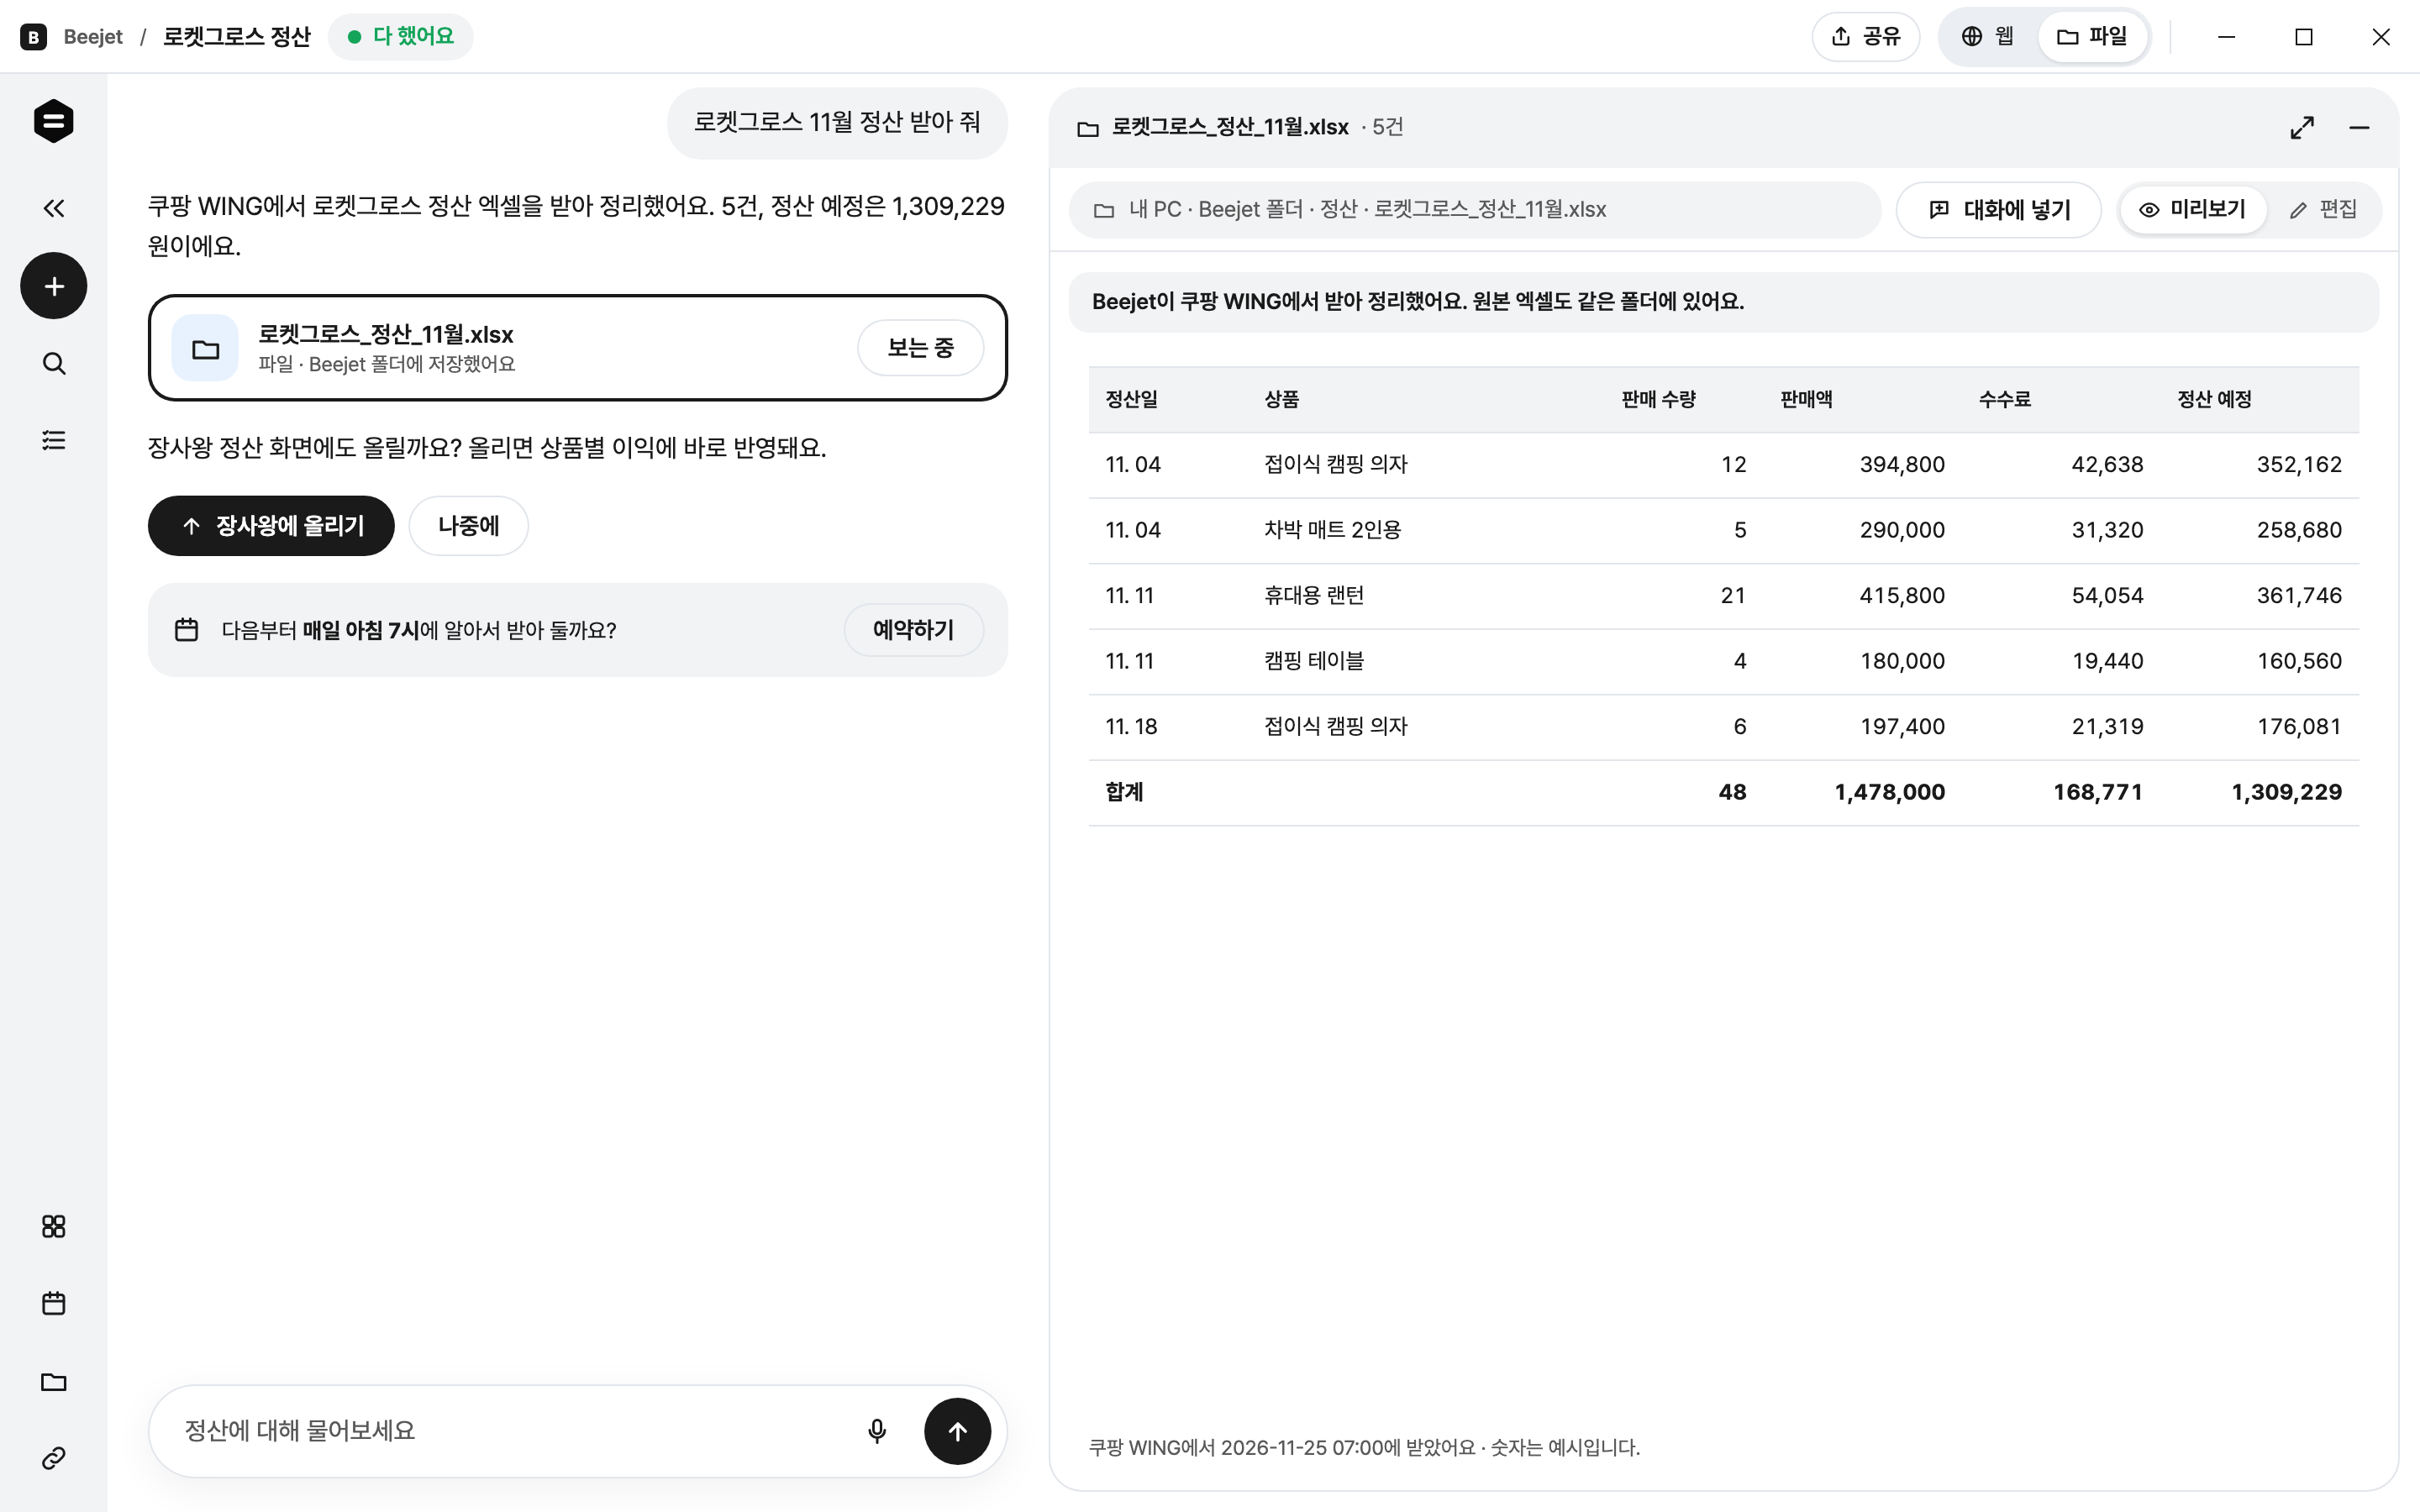 B Beejet / 로켓그로스 정산 다 했어요
공유 웹 파일
로켓그로스 11월 정산 받아 줘
쿠팡 WING에서 로켓그로스 정산 엑셀을 받아 정리했어요. 5건, 정산 예정은 1,309,229
원이에요.
로켓그로스_정산_11월.xlsx
파일 · Beejet 폴더에 저장했어요
보는 중
장사왕 정산 화면에도 올릴까요? 올리면 상품별 이익에 바로 반영돼요.
장사왕에 올리기 나중에
다음부터 매일 아침 7시에 알아서 받아 둘까요? 예약하기
정산에 대해 물어보세요
로켓그로스_정산_11월.xlsx · 5건
내 PC · Beejet 폴더 · 정산 · 로켓그로스_정산_11월.xlsx 대화에 넣기 미리보기 편집
Beejet이 쿠팡 WING에서 받아 정리했어요. 원본 엑셀도 같은 폴더에 있어요.
정산일 상품 판매 수량 판매액 수수료 정산 예정
11. 04 접이식 캠핑 의자 12 394,800 42,638 352,162
11. 04 차박 매트 2인용 5 290,000 31,320 258,680
11. 11 휴대용 랜턴 21 415,800 54,054 361,746
11. 11 캠핑 테이블 4 180,000 19,440 160,560
11. 18 접이식 캠핑 의자 6 197,400 21,319 176,081
합계 48 1,478,000 168,771 1,309,229
쿠팡 WING에서 2026-11-25 07:00에 받았어요 · 숫자는 예시입니다.